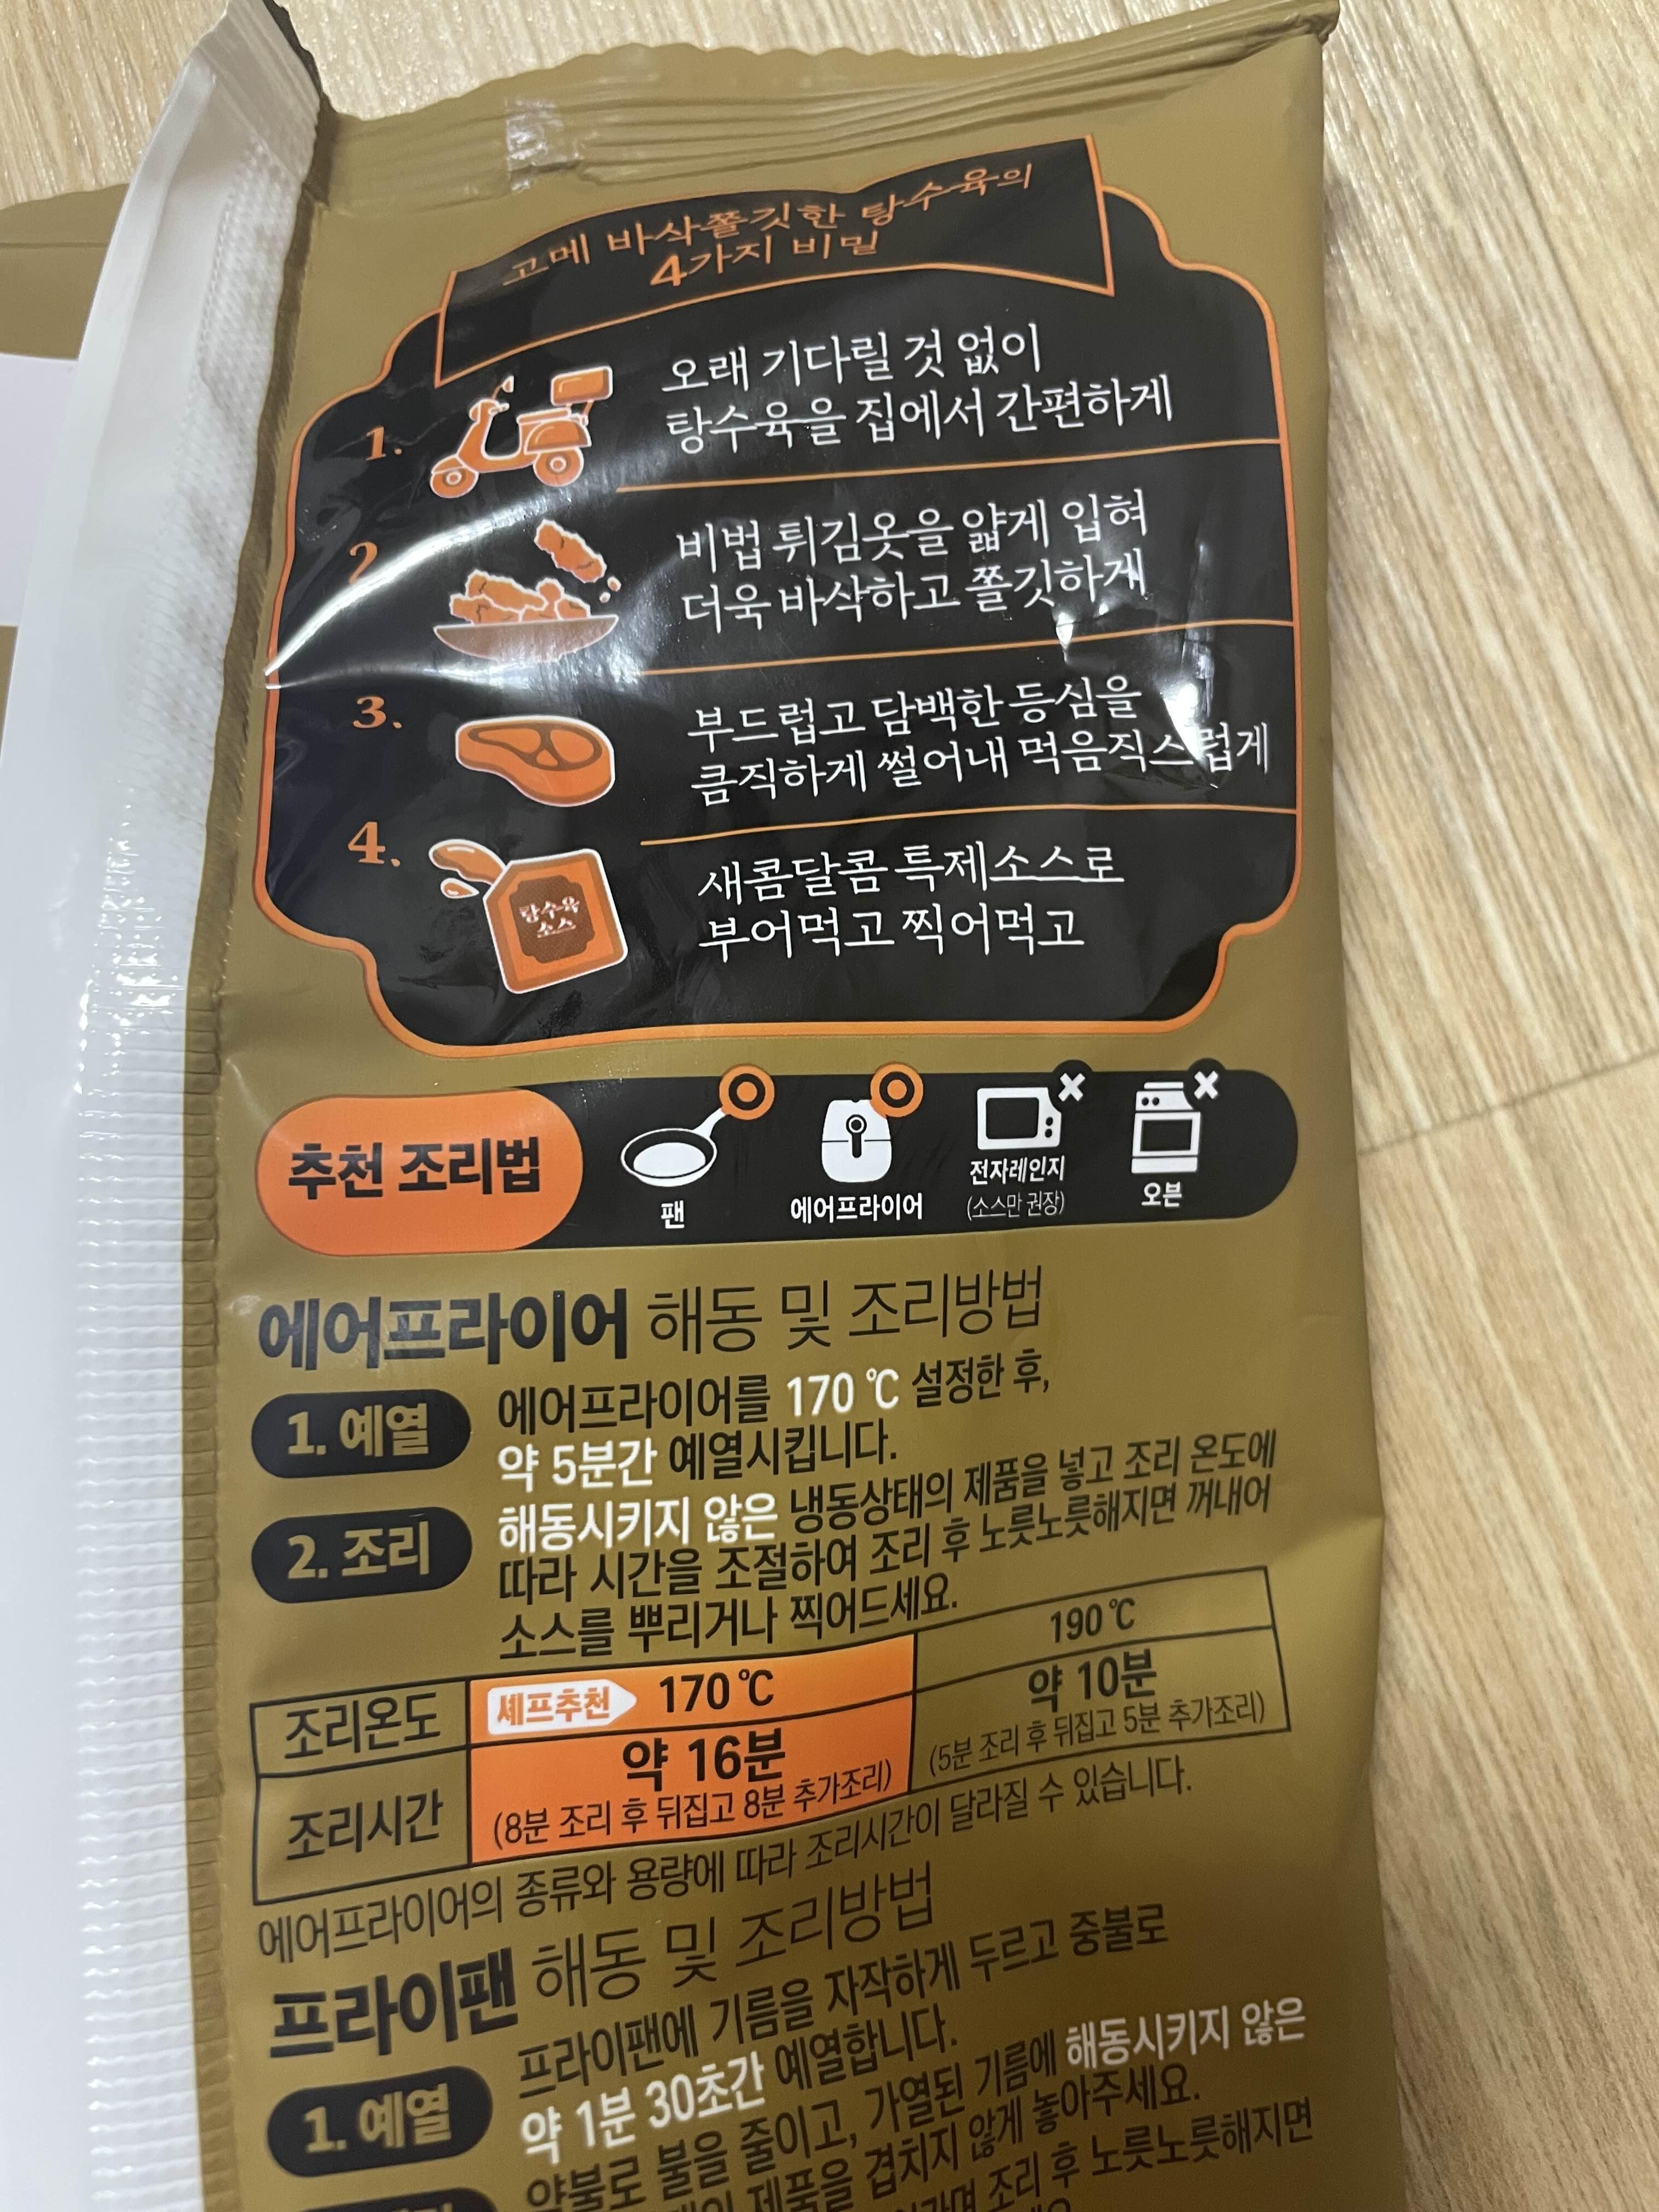 고메 바삭쫄깃한 탕수육의
4가지 비밀
1.
오래 기다릴 것 없이
탕수육을 집에서 간편하게
2
비법 튀김옷을 얇게 입혀
더욱 바삭하고 쫄깃하게
3.
부드럽고 담백한 등심을
큼직하게 썰어내 먹음직스럽게
4.
탕수육
소스
새콤달콤 특제소스로
부어먹고 찍어먹고
추천 조리법
팬
에어프라이어
전자레인지
(소스만 권장)
오븐
에어프라이어 해동 및 조리방법
1. 예열
에어프라이어를 170 ℃ 설정한 후,
약 5분간 예열시킵니다.
2. 조리
해동시키지 않은 냉동상태의 제품을 넣고 조리 온도에
따라 시간을 조절하여 조리 후 노릇노릇해지면 꺼내어
소스를 뿌리거나 찍어드세요.
조리온도
셰프추천 170 ℃
190 ℃
조리시간
약 16분
(8분 조리 후 뒤집고 8분 추가조리)
약 10분
(5분 조리 후 뒤집고 5분 추가조리)
에어프라이어의 종류와 용량에 따라 조리시간이 달라질 수 있습니다.
프라이팬 해동 및 조리방법
1. 예열
프라이팬에 기름을 자작하게 두르고 중불로
약 1분 30초간 예열합니다.
약불로 불을 줄이고, 가열된 기름에 해동시키지 않은
제품을 겹치지 않게 놓아주세요.
조리 후 노릇노릇해지면